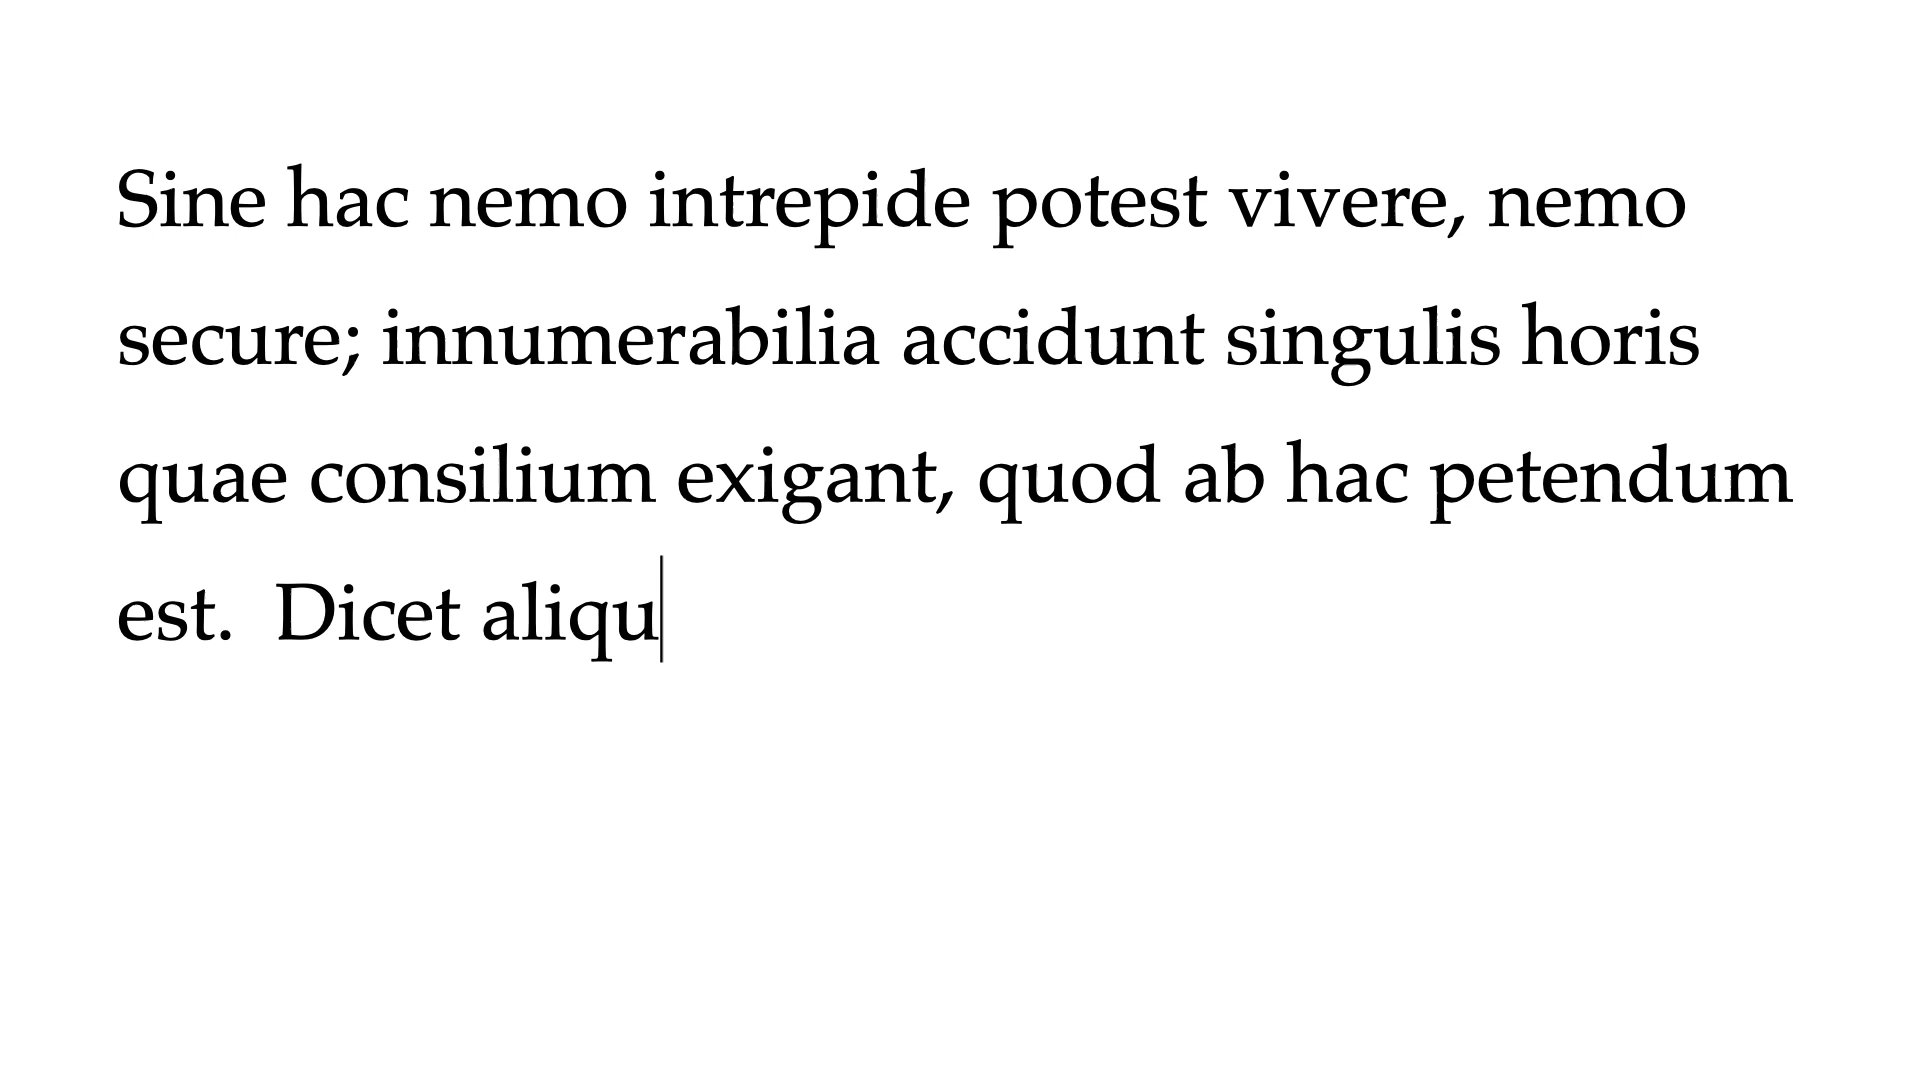 Sine hac nemo intrepide potest vivere, nemo
secure; innumerabilia accidunt singulis horis
quae consilium exigant, quod ab hac petendum
est.  Dicet aliqu